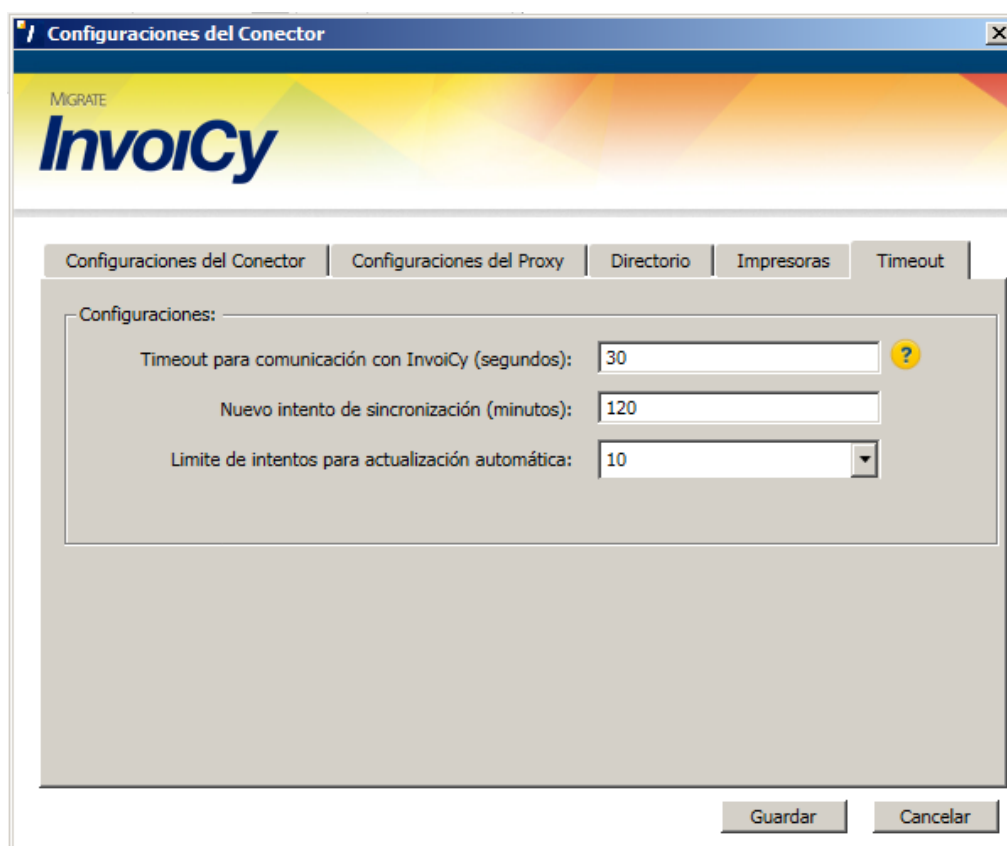 Configuraciones del Conector
MIGRATE
InvoiCy
Configuraciones del Conector Configuraciones del Proxy Directorio Impresoras Timeout
Configuraciones:
Timeout para comunicación con InvoiCy (segundos): 30 ?
Nuevo intento de sincronización (minutos): 120
Limite de intentos para actualización automática: 10
Guardar Cancelar